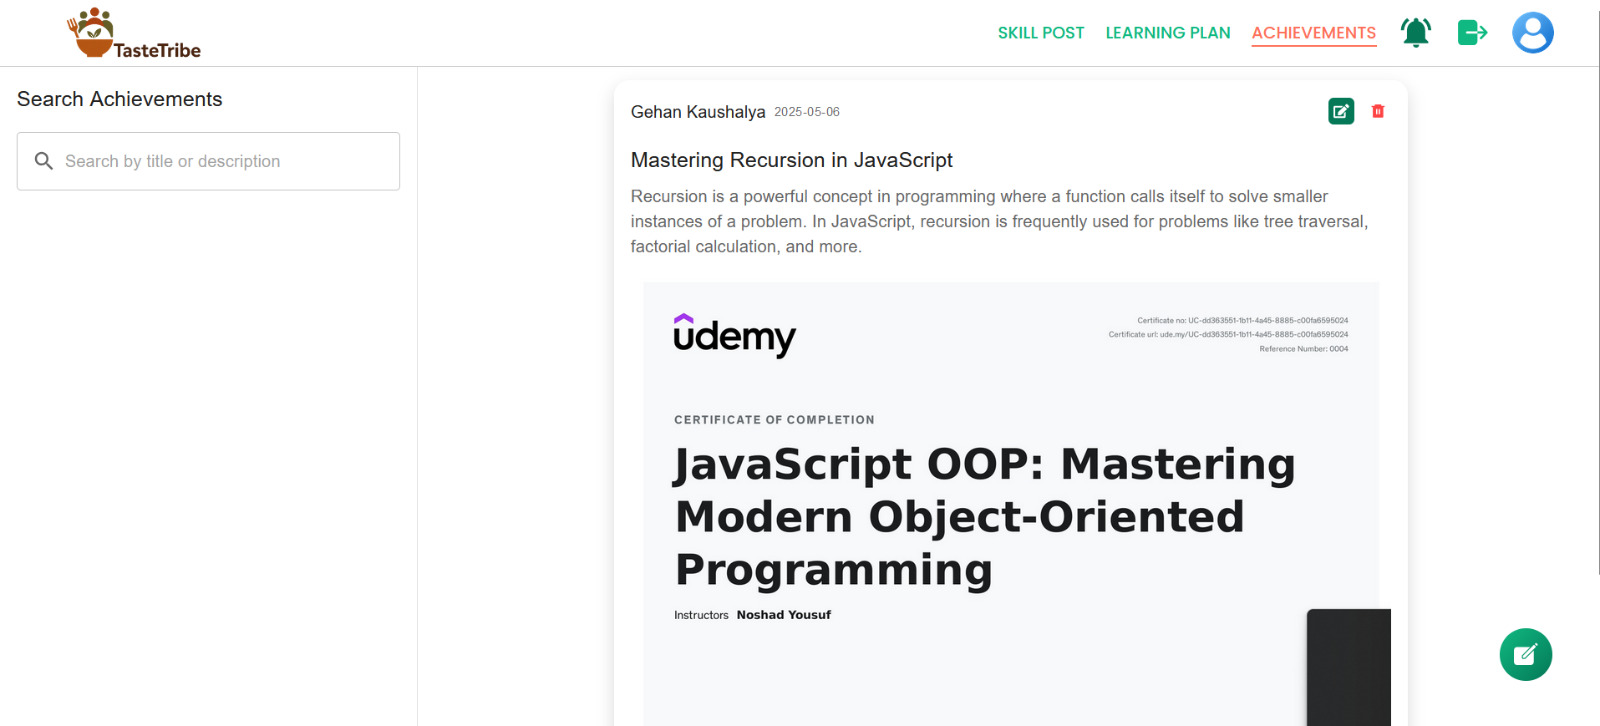 TasteTribe
SKILL POST
LEARNING PLAN
ACHIEVEMENTS
Search Achievements
Search by title or description
Gehan Kaushalya 2025-05-06
Mastering Recursion in JavaScript
Recursion is a powerful concept in programming where a function calls itself to solve smaller
instances of a problem. In JavaScript, recursion is frequently used for problems like tree traversal,
factorial calculation, and more.
udemy
Certificate no: UC-dd363551-1b11-4a45-8885-c00fa6595024
Certificate url: ude.my/UC-dd363551-1b11-4a45-8885-c00fa6595024
Reference Number: 0004
CERTIFICATE OF COMPLETION
JavaScript OOP: Mastering
Modern Object-Oriented
Programming
Instructors Noshad Yousuf